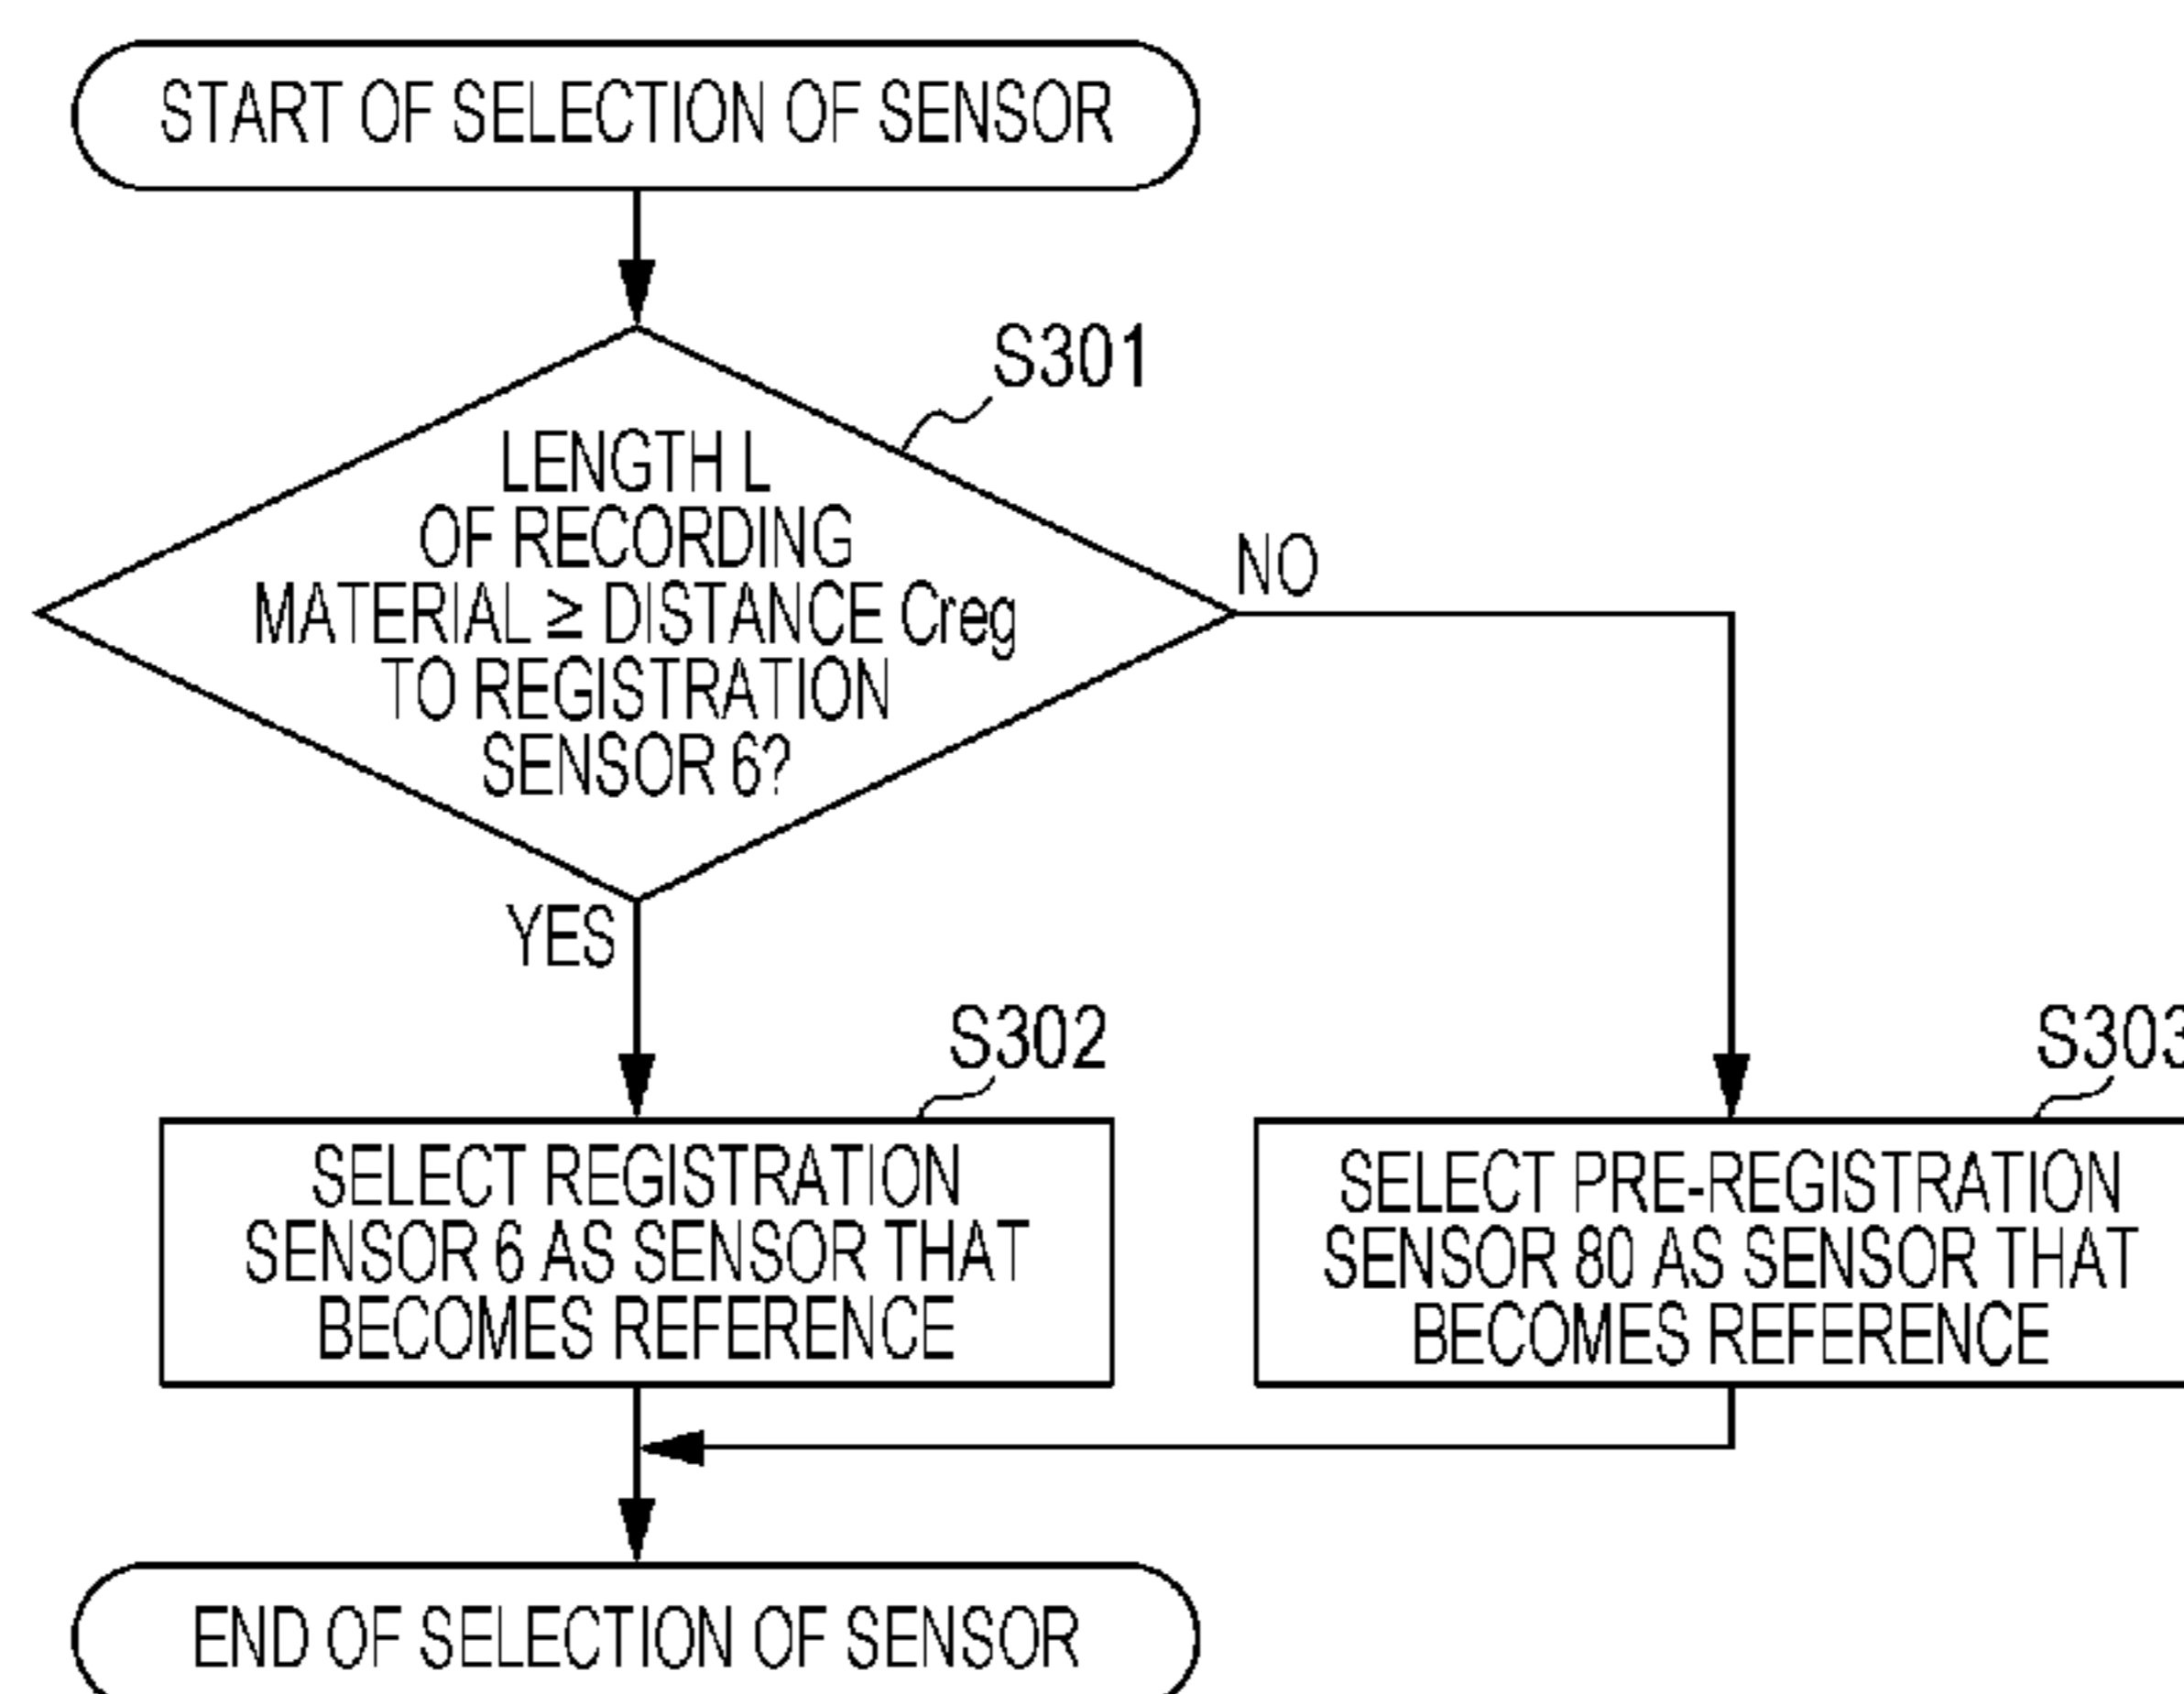 START OF SELECTION OF SENSOR
S301
LENGTH L
OF RECORDING
MATERIAL ≥ DISTANCE Creg
TO REGISTRATION
SENSOR 6?
NO
YES
S302
SELECT REGISTRATION
SENSOR 6 AS SENSOR THAT
BECOMES REFERENCE
S303
SELECT PRE-REGISTRATION
SENSOR 80 AS SENSOR THAT
BECOMES REFERENCE
END OF SELECTION OF SENSOR